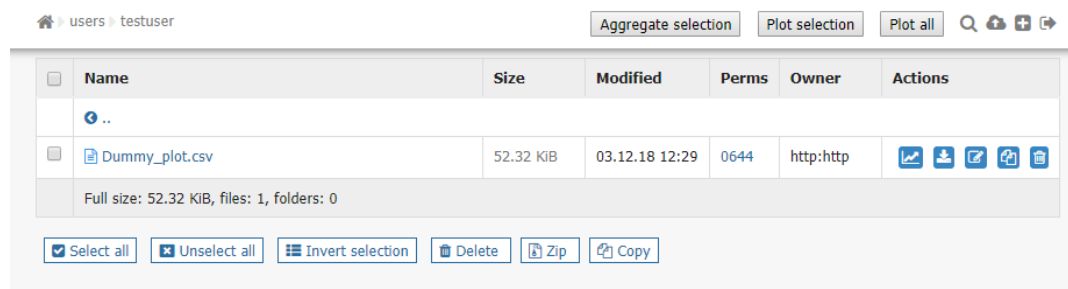 users testuser Aggregate selection Plot selection Plot all
Name Size Modified Perms Owner Actions
..
Dummy_plot.csv 52.32 KiB 03.12.18 12:29 0644 http:http
Full size: 52.32 KiB, files: 1, folders: 0
Select all Unselect all Invert selection Delete Zip Copy